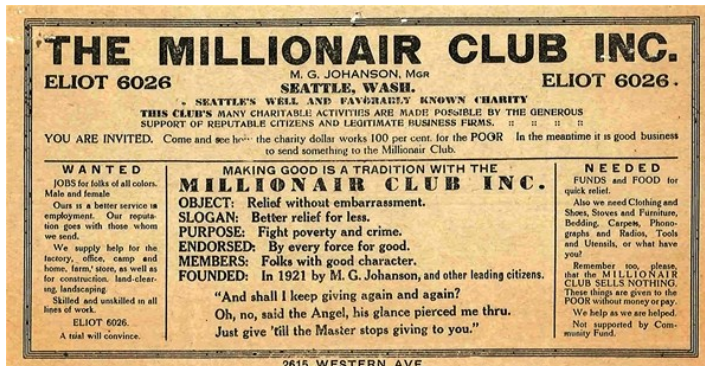 THE MILLIONAIR CLUB INC.
ELIOT 6026
M. G. JOHANSON, MGR
ELIOT 6026.
SEATTLE, WASH.
SEATTLE'S WELL AND FAVORABLY KNOWN CHARITY
THIS CLUB'S MANY CHARITABLE ACTIVITIES ARE MADE POSSIBLE BY THE GENEROUS
SUPPORT OF REPUTABLE CITIZENS AND LEGITIMATE BUSINESS FIRMS. :: :: :: ::
YOU ARE INVITED. Come and see how the charity dollar works 100 per cent. for the POOR In the meantime it is good business
to send something to the Millionair Club.
WANTED
JOBS for folks of all colors.
Male and female
Ours is a better service in
employment. Our reputa-
tion goes with those whom
we send.
We supply help for the
factory, office, camp and
home, farm, store, as well as
for construction, land-clear-
ing, landscaping.
Skilled and unskilled in all
lines of work.
ELIOT 6026.
A trial will convince.
MAKING GOOD IS A TRADITION WITH THE
MILLIONAIR CLUB INC.
OBJECT: Relief without embarrassment.
SLOGAN: Better relief for less.
PURPOSE: Fight poverty and crime.
ENDORSED: By every force for good.
MEMBERS: Folks with good character.
FOUNDED: In 1921 by M. G. Johanson, and other leading citizens.
"And shall I keep giving again and again?
Oh, no, said the Angel, his glance pierced me thru.
Just give 'till the Master stops giving to you."
NEEDED
FUNDS and FOOD for
quick relief.
Also we need Clothing and
Shoes, Stoves and Furniture,
Bedding, Carpets, Phono-
graphs and Radios, Tools
and Utensils, or what have
you?
Remember too, please,
that the MILLIONAIR
CLUB SELLS NOTHING.
These things are given to the
POOR without money or pay.
We help as we are helped.
Not supported by Com-
munity Fund.
2615 WESTERN AVE